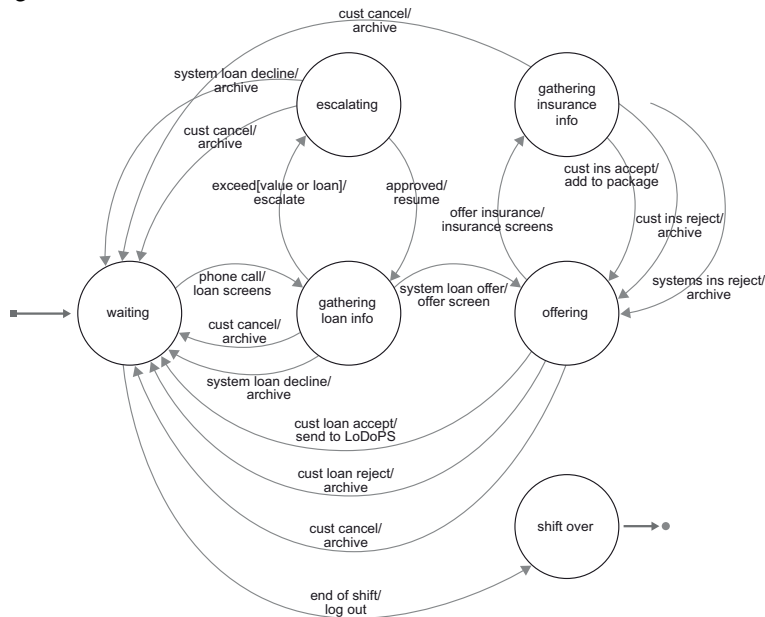 cust cancel/
archive
system loan decline/
archive
escalating
gathering
insurance
info
cust cancel/
archive
cust ins accept/
add to package
exceed[value or loan]/
escalate
approved/
resume
offer insurance/
insurance screens
cust ins reject/
archive
systems ins reject/
archive
phone call/
loan screens
system loan offer/
offer screen
waiting
gathering
loan info
offering
cust cancel/
archive
system loan decline/
archive
cust loan accept/
send to LoDoPS
cust loan reject/
archive
cust cancel/
archive
shift over
end of shift/
log out